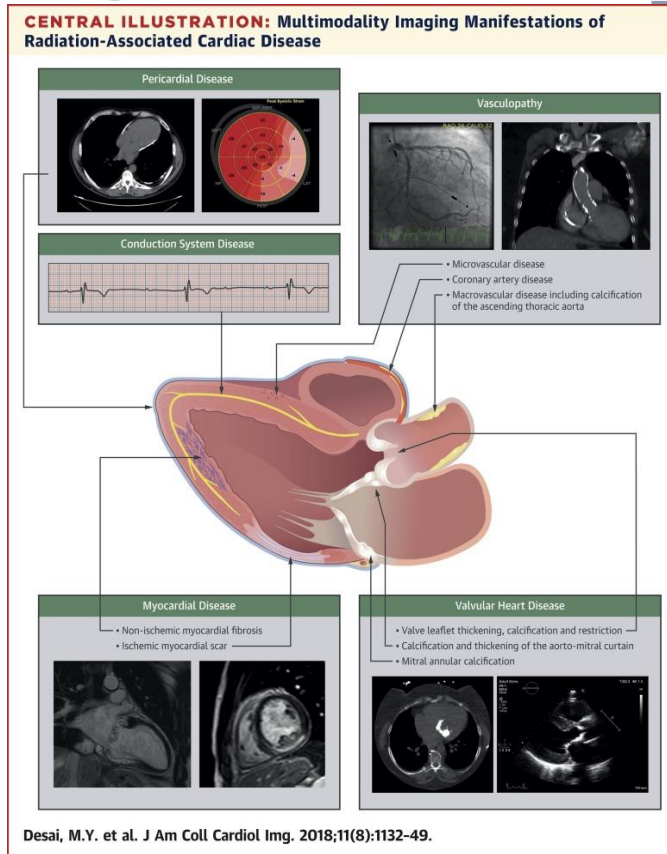 CENTRAL ILLUSTRATION: Multimodality Imaging Manifestations of
Radiation-Associated Cardiac Disease
Pericardial Disease
Peak Systolic Strain
Conduction System Disease
Vasculopathy
• Microvascular disease
• Coronary artery disease
• Macrovascular disease including calcification
of the ascending thoracic aorta
Myocardial Disease
• Non-ischemic myocardial fibrosis
• Ischemic myocardial scar
Valvular Heart Disease
• Valve leaflet thickening, calcification and restriction
• Calcification and thickening of the aorto-mitral curtain
• Mitral annular calcification
Desai, M.Y. et al. J Am Coll Cardiol Img. 2018;11(8):1132–49.